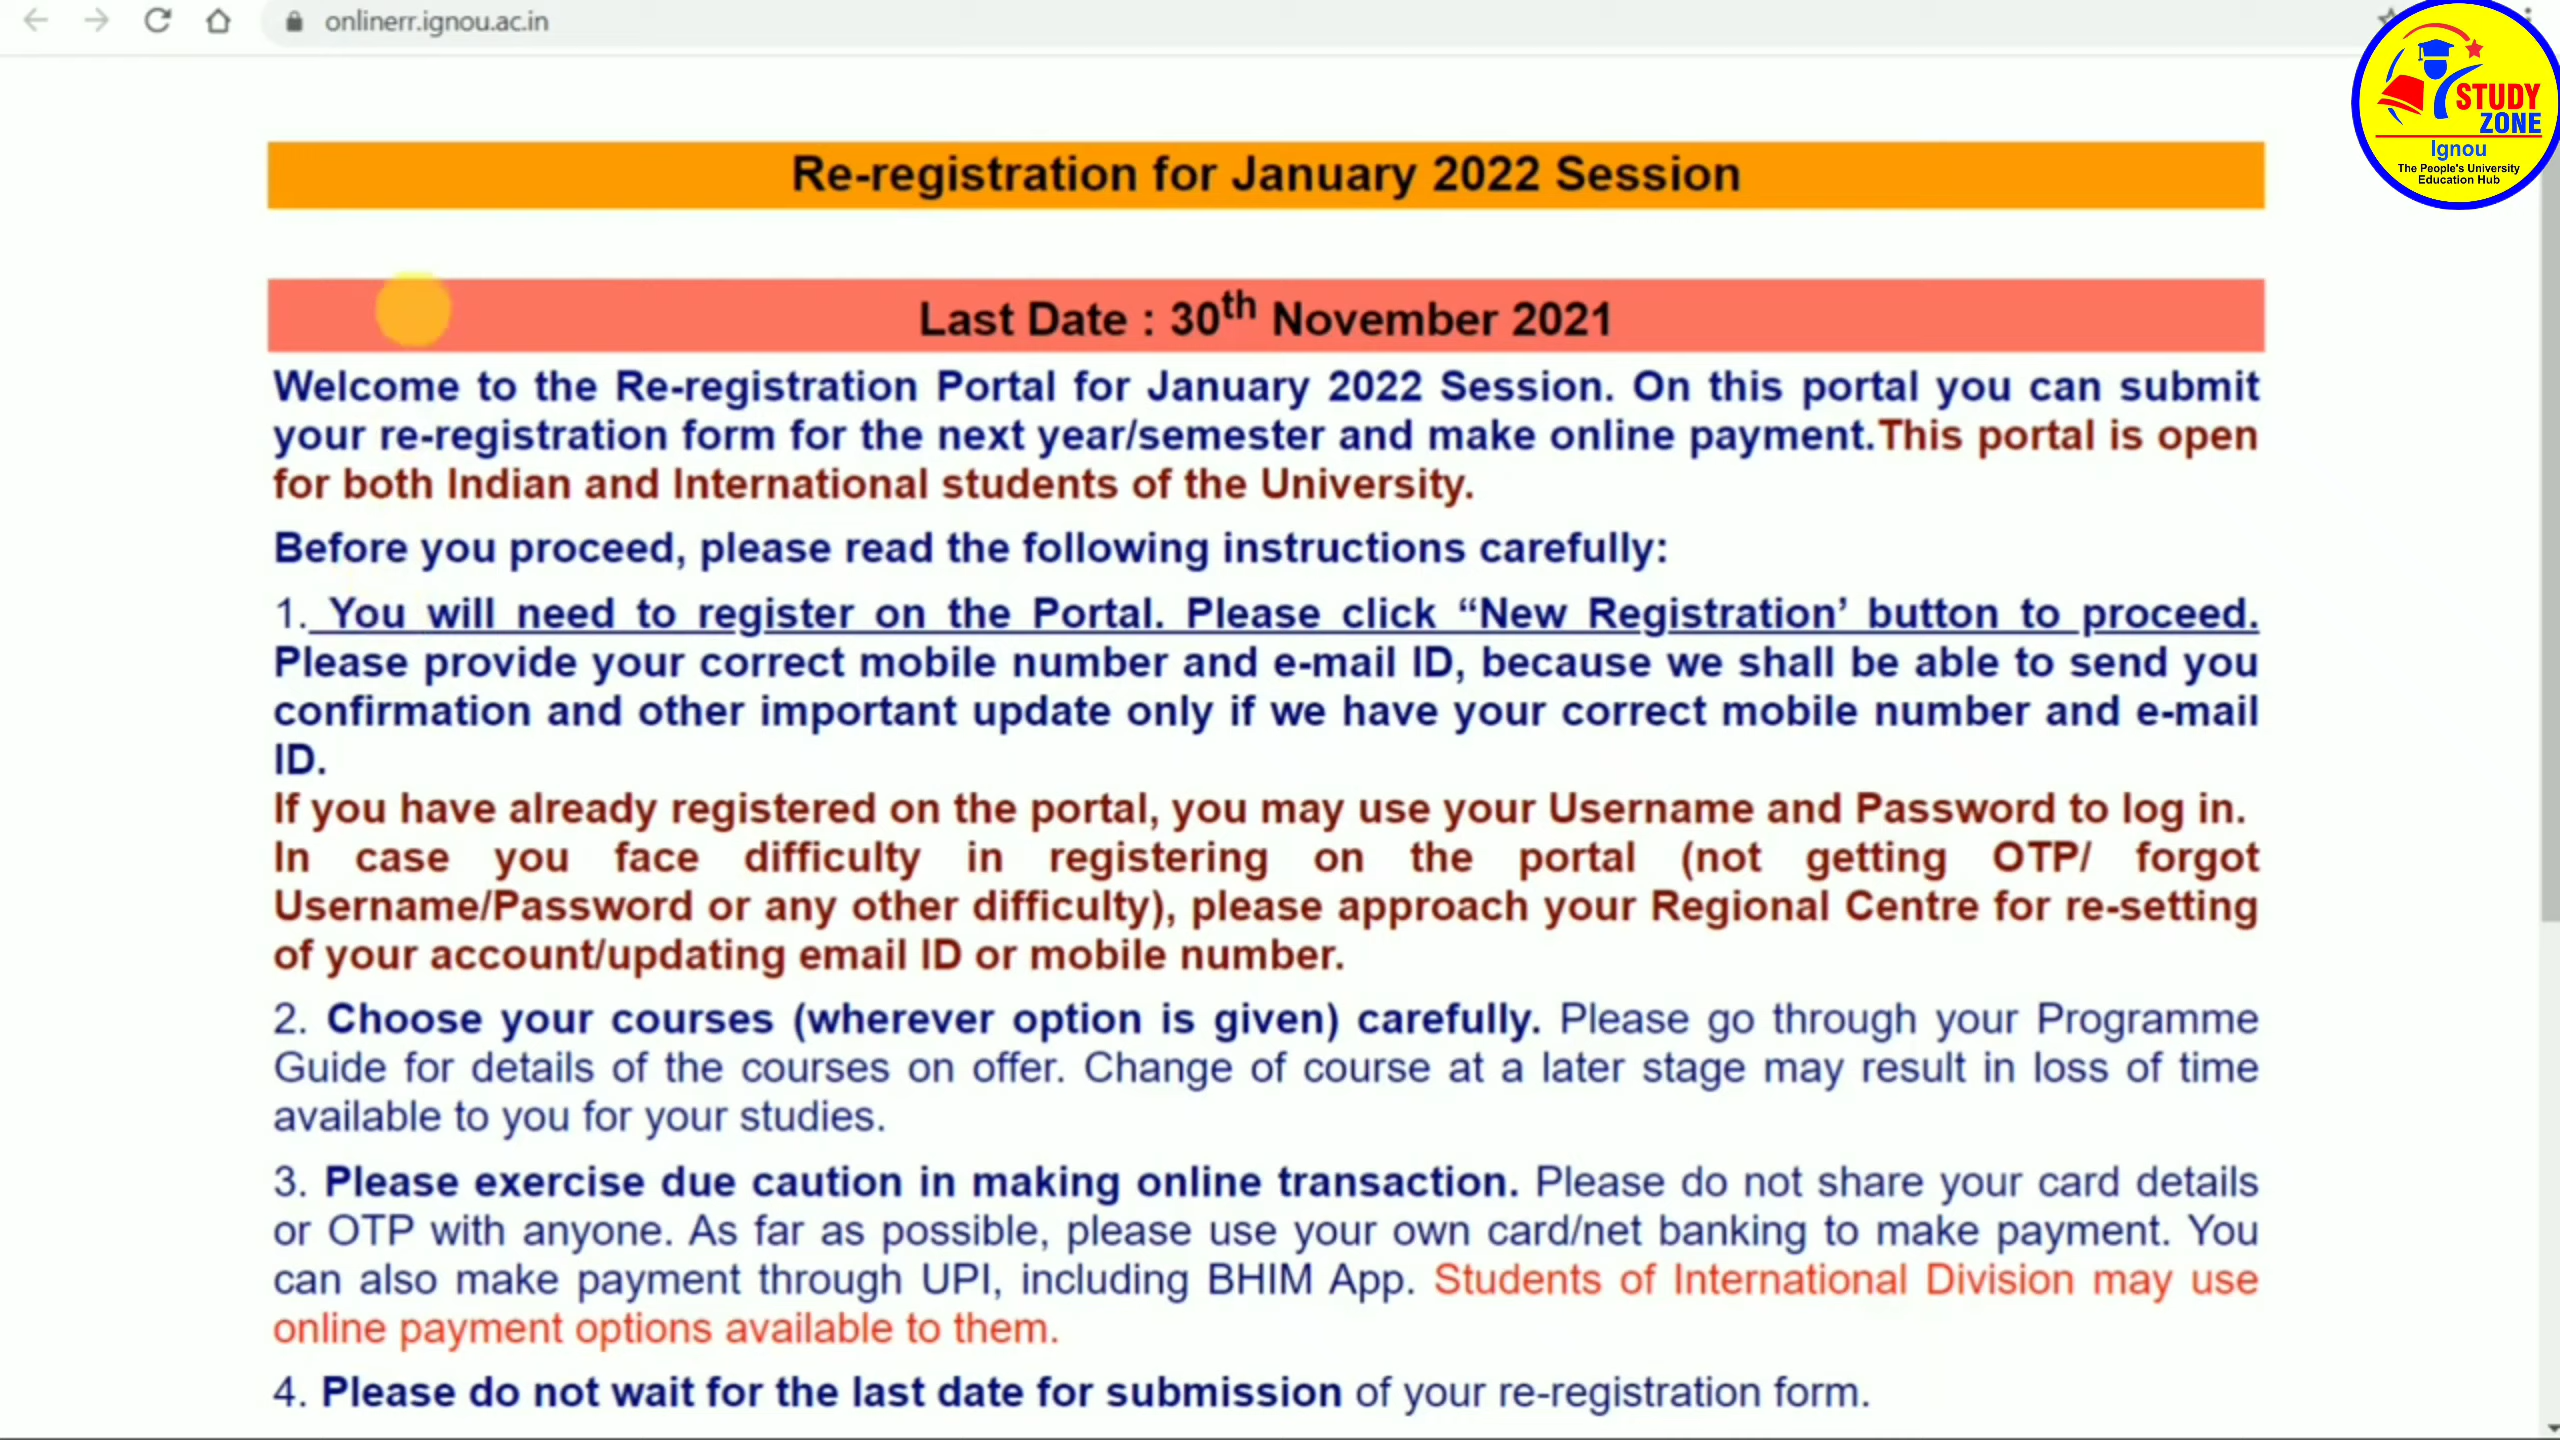 onlinerr.ignou.ac.in
STUDY
ZONE
Ignou
The People's University
Education Hub
Re-registration for January 2022 Session
Last Date : 30th November 2021
Welcome to the Re-registration Portal for January 2022 Session. On this portal you can submit
your re-registration form for the next year/semester and make online payment.This portal is open
for both Indian and International students of the University.
Before you proceed, please read the following instructions carefully:
1. You will need to register on the Portal. Please click “New Registration’ button to proceed.
Please provide your correct mobile number and e-mail ID, because we shall be able to send you
confirmation and other important update only if we have your correct mobile number and e-mail
ID.
If you have already registered on the portal, you may use your Username and Password to log in.
In case you face difficulty in registering on the portal (not getting OTP/ forgot
Username/Password or any other difficulty), please approach your Regional Centre for re-setting
of your account/updating email ID or mobile number.
2. Choose your courses (wherever option is given) carefully. Please go through your Programme
Guide for details of the courses on offer. Change of course at a later stage may result in loss of time
available to you for your studies.
3. Please exercise due caution in making online transaction. Please do not share your card details
or OTP with anyone. As far as possible, please use your own card/net banking to make payment. You
can also make payment through UPI, including BHIM App. Students of International Division may use
online payment options available to them.
4. Please do not wait for the last date for submission of your re-registration form.